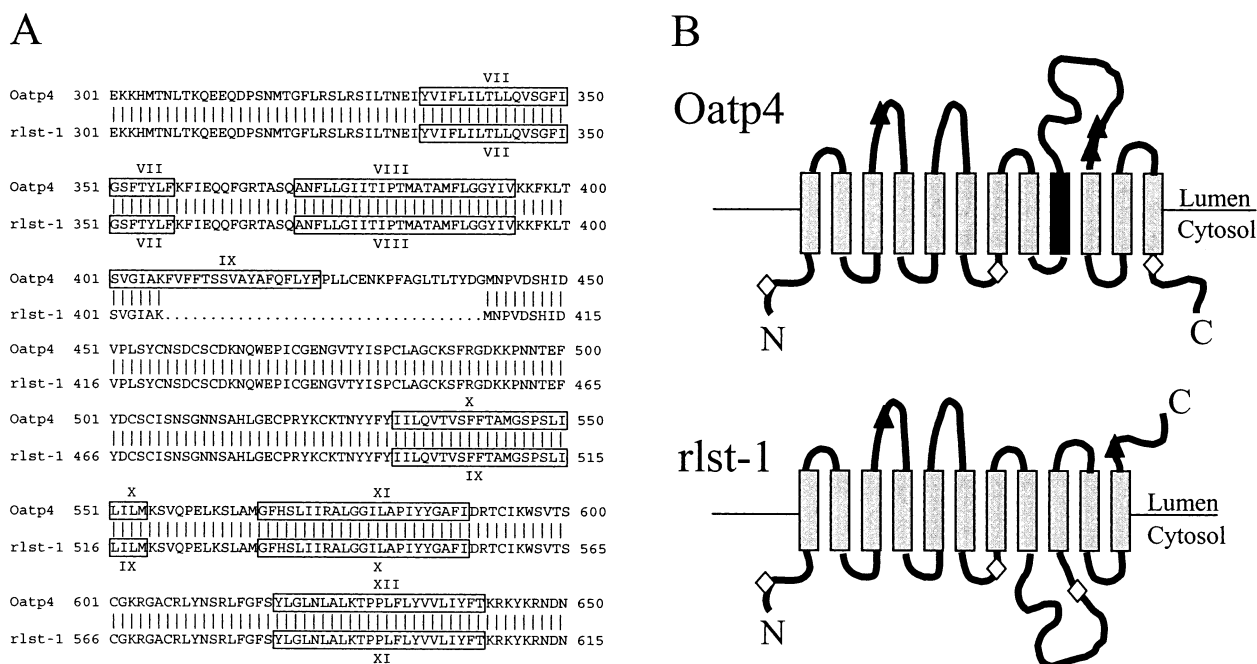 A
VII
Oatp4 301 EKKHMTNLTKQEEQDPSNMTGFLRSLRSILTNEIYVIFLILTLLQVSGFI 350
rlst-1 301 EKKHMTNLTKQEEQDPSNMTGFLRSLRSILTNEIYVIFLILTLLQVSGFI 350
VII
VII VIII
Oatp4 351 GSFTYLFKFIEQQFGRTASQANFLLGIITIPTMATAMFLGGYIVKKFKLT 400
rlst-1 351 GSFTYLFKFIEQQFGRTASQANFLLGIITIPTMATAMFLGGYIVKKFKLT 400
VII VIII
IX
Oatp4 401 SVGIAKFVFFTSSVAYAFQFLYFPLLCENKPFAGLTLTYDGMNPVDSHID 450
rlst-1 401 SVGIAK...................................MNPVDSHID 415
Oatp4 451 VPLSYCNSDCSCDKNQWEPICGENGVTYISPCLAGCKSFRGDKKPNNTEF 500
rlst-1 416 VPLSYCNSDCSCDKNQWEPICGENGVTYISPCLAGCKSFRGDKKPNNTEF 465
X
Oatp4 501 YDCSCISNSGNNSAHLGECPRYKCKTNYYFYIILQVTVSFFTAMGSPSLI 550
rlst-1 466 YDCSCISNSGNNSAHLGECPRYKCKTNYYFYIILQVTVSFFTAMGSPSLI 515
IX
X XI
Oatp4 551 LILMKSVQPELKSLAMGFHSLIIRALGGILAPIYYGAFIDRTCIKWSVTS 600
rlst-1 516 LILMKSVQPELKSLAMGFHSLIIRALGGILAPIYYGAFIDRTCIKWSVTS 565
IX X
XII
Oatp4 601 CGKRGACRLYNSRLFGFSYLGLNLALKTPPLFLYVVLIYFTKRKYKRNDN 650
rlst-1 566 CGKRGACRLYNSRLFGFSYLGLNLALKTPPLFLYVVLIYFTKRKYKRNDN 615
XI
B
Oatp4
Lumen
Cytosol
N
C
rlst-1
C
Lumen
Cytosol
N